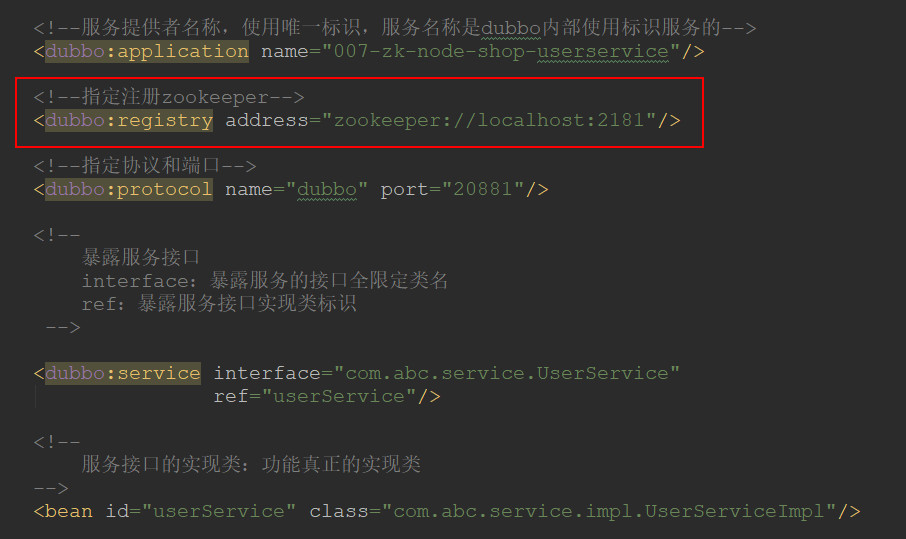 <!--服务提供者名称，使用唯一标识，服务名称是dubbo内部使用标识服务的-->
<dubbo:application name="007-zk-node-shop-userservice"/>
<!--指定注册zookeeper-->
<dubbo:registry address="zookeeper://localhost:2181"/>
<!--指定协议和端口-->
<dubbo:protocol name="dubbo" port="20881"/>
<!--
暴露服务接口
interface：暴露服务的接口全限定类名
ref：暴露服务接口实现类标识
-->
<dubbo:service interface="com.abc.service.UserService"
ref="userService"/>
<!--
服务接口的实现类：功能真正的实现类
-->
<bean id="userService" class="com.abc.service.impl.UserServiceImpl"/>